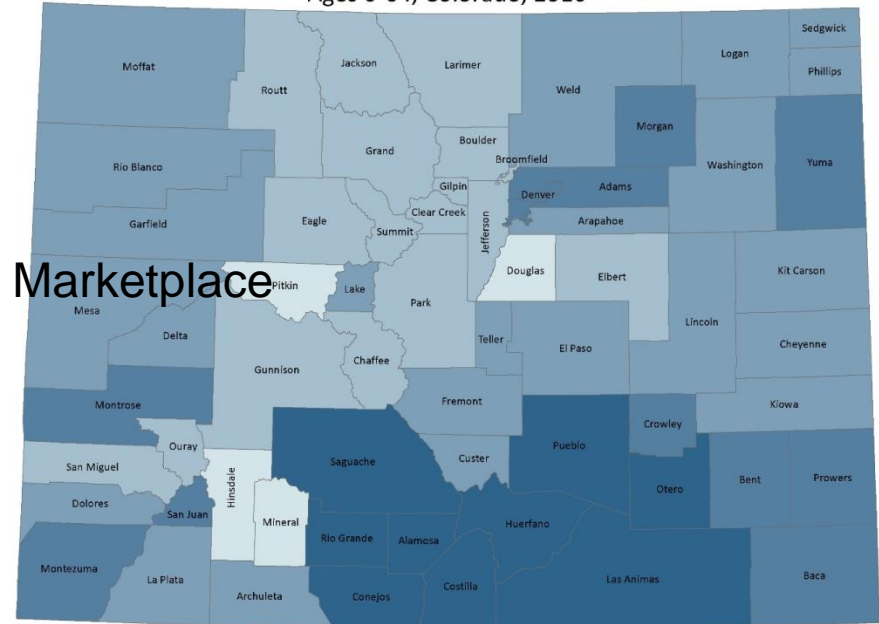 Sedgwick
Logan
Moffat
Jackson
Larimer
Phillips
Routt
Weld
Morgan
Boulder
Grand
Broomfield
Washington
Yuma
Rio Blanco
Gilpin
Denver
Adams
Clear Creek
Garfield
Eagle
Summit
Jefferson
Arapahoe
Marketplace
Pitkin
Lake
Douglas
Elbert
Kit Carson
Mesa
Park
Lincoln
Delta
Teller
El Paso
Cheyenne
Gunnison
Chaffee
Montrose
Fremont
Kiowa
Crowley
Ouray
Pueblo
San Miguel
Saguache
Custer
Bent
Prowers
Hinsdale
Otero
Dolores
San Juan
Mineral
Huerfano
Rio Grande
Alamosa
Montezuma
La Plata
Costilla
Las Animas
Baca
Archuleta
Conejos